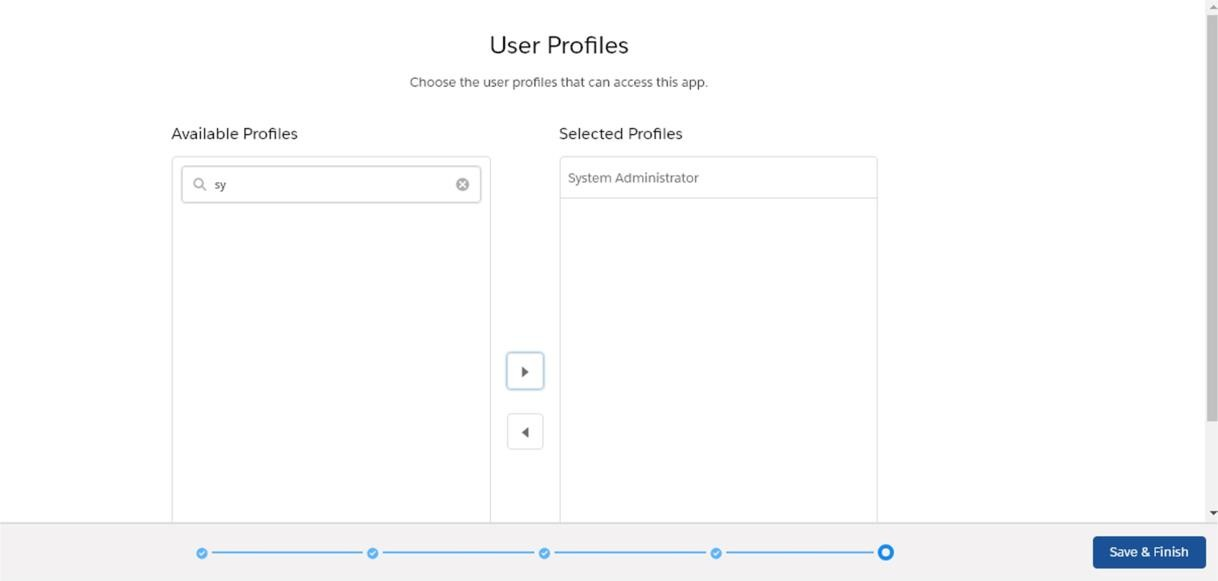 User Profiles
Choose the user profiles that can access this app.
Available Profiles
Selected Profiles
sy
System Administrator
Save & Finish